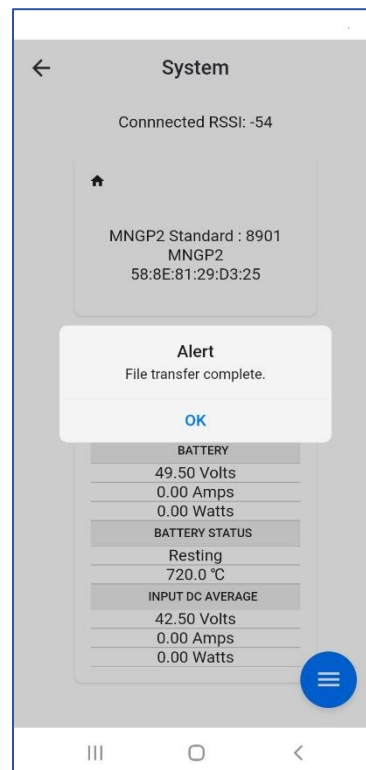 System
Connnected RSSI: -54
MNGP2 Standard : 8901
MNGP2
58:8E:81:29:D3:25
Alert
File transfer complete.
OK
BATTERY
49.50 Volts
0.00 Amps
0.00 Watts
BATTERY STATUS
Resting
720.0 ℃
INPUT DC AVERAGE
42.50 Volts
0.00 Amps
0.00 Watts